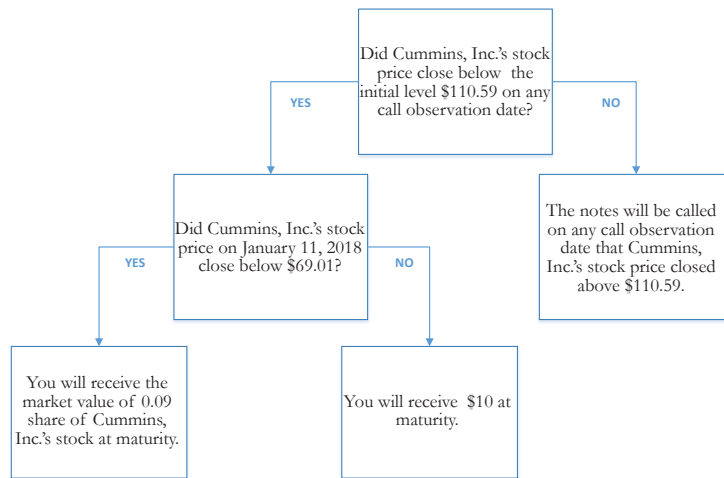 Did Cummins, Inc.'s stock
price close below the
initial level $110.59 on any
call observation date?
YES
NO
Did Cummins, Inc.'s stock
price on January 11, 2018
close below $69.01?
The notes will be called
on any call observation
date that Cummins,
Inc.'s stock price closed
above $110.59.
YES
NO
You will receive the
market value of 0.09
share of Cummins,
Inc.'s stock at maturity.
You will receive $10 at
maturity.